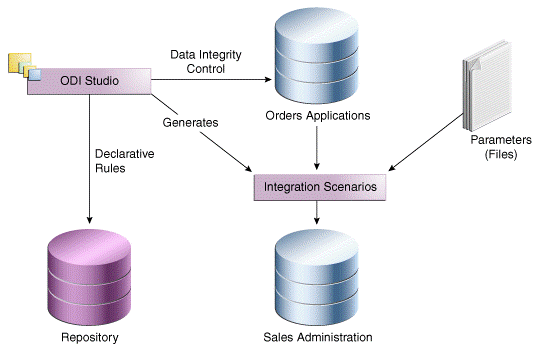 ODI Studio
Data Integrity
Control
Orders Applications
Generates
Parameters
(Files)
Declarative
Rules
Integration Scenarios
Repository
Sales Administration